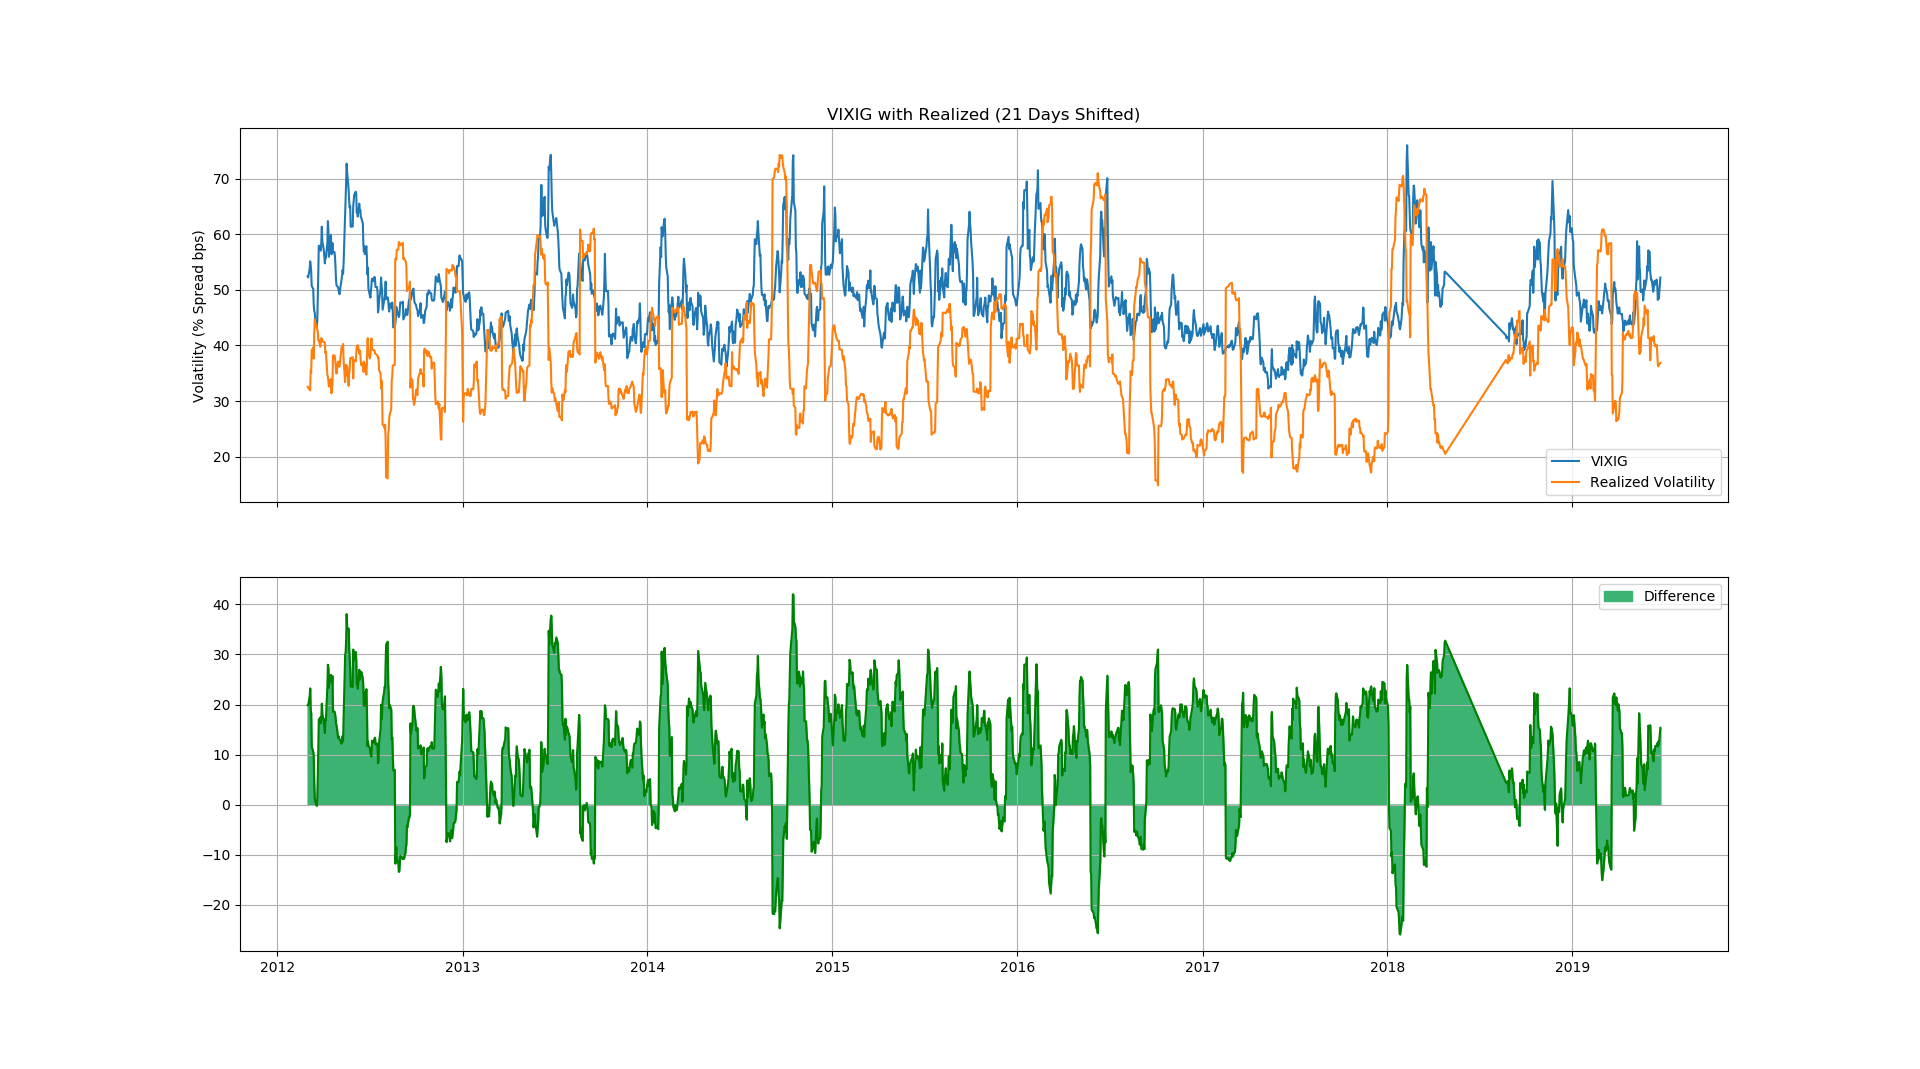 VIXIG with Realized (21 Days Shifted)
Volatility (% Spread bps)
70
60
50
40
30
20
VIXIG
Realized Volatility
40
30
20
10
0
−10
−20
Difference
2012 2013 2014 2015 2016 2017 2018 2019